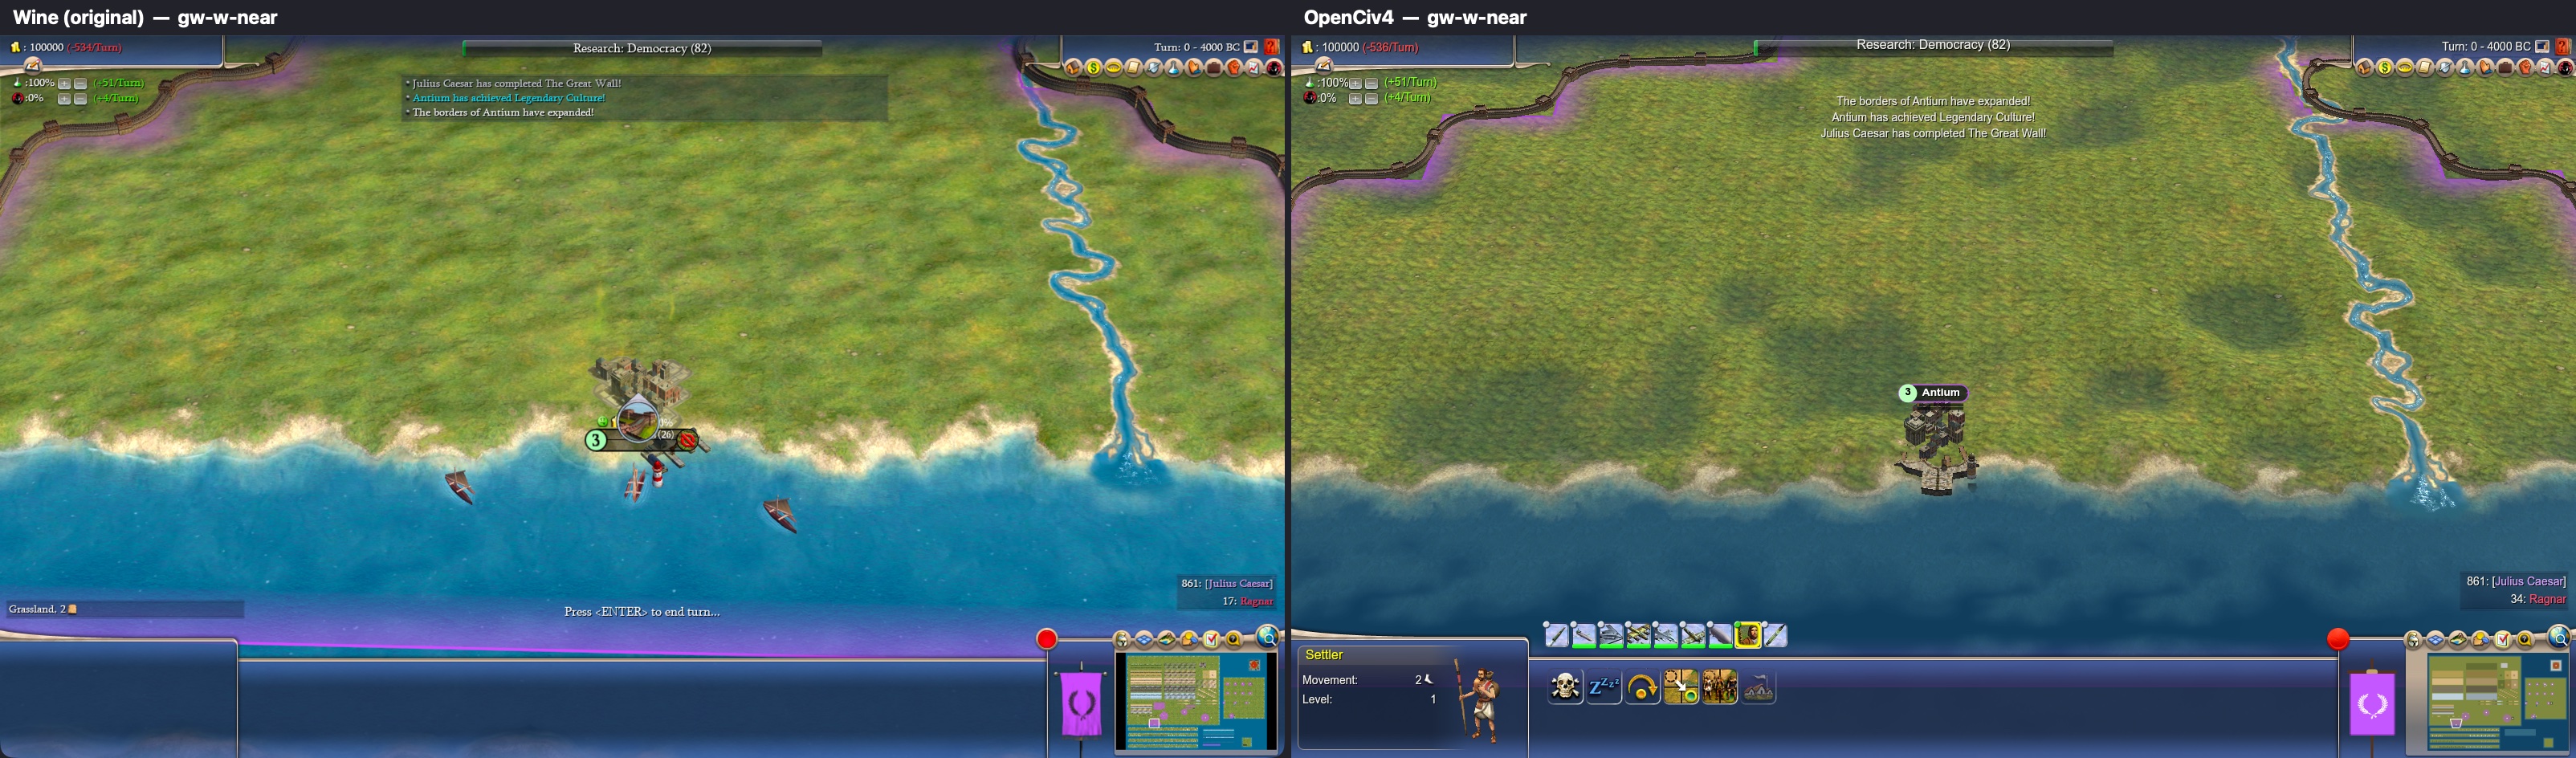 Wine (original) — gw-w-near
: 100000 (-534/Turn)
Research: Democracy (82)
Turn: 0 - 4000 BC
:100% (+51/Turn)
:0% (+4/Turn)
* Julius Caesar has completed The Great Wall!
* Antium has achieved Legendary Culture!
* The borders of Antium have expanded!
3
(26)
861: [Julius Caesar]
17: Ragnar
Grassland, 2
Press <ENTER> to end turn...
OpenCiv4 — gw-w-near
: 100000 (-536/Turn)
Research: Democracy (82)
Turn: 0 - 4000 BC
:100% (+51/Turn)
:0% (+4/Turn)
The borders of Antium have expanded!
Antium has achieved Legendary Culture!
Julius Caesar has completed The Great Wall!
3 Antium
861: [Julius Caesar]
34: Ragnar
Settler
Movement: 2
Level: 1